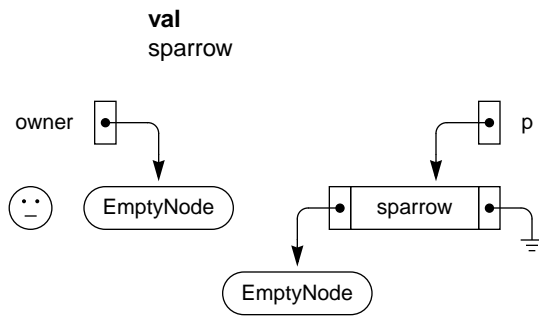 val
sparrow
owner
p
EmptyNode
sparrow
EmptyNode